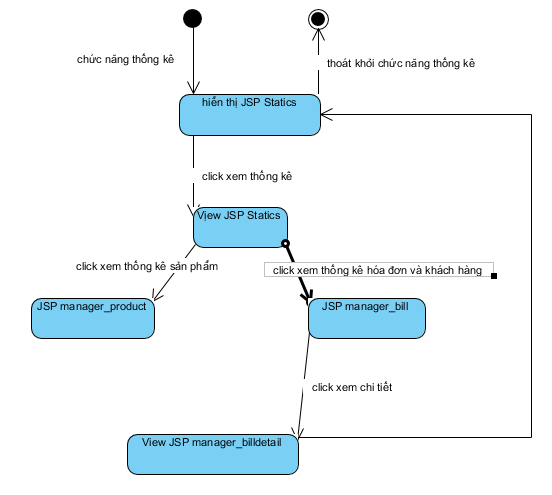 chức năng thống kê
thoát khỏi chức năng thống kê
hiển thị JSP Statics
click xem thống kê
View JSP Statics
click xem thống kê sản phẩm
click xem thống kê hóa đơn và khách hàng
JSP manager_product
JSP manager_bill
click xem chi tiết
View JSP manager_billdetail